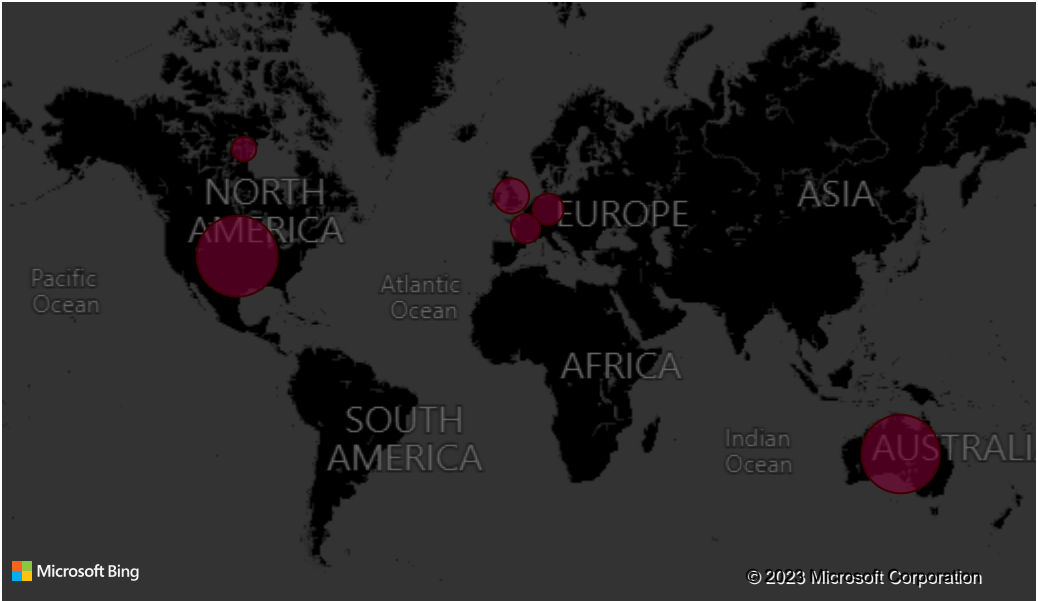 NORTH
AMERICA
EUROPE
ASIA
Pacific
Ocean
Atlantic
Ocean
AFRICA
SOUTH
AMERICA
Indian
Ocean
AUSTRALI
Microsoft Bing
© 2023 Microsoft Corporation